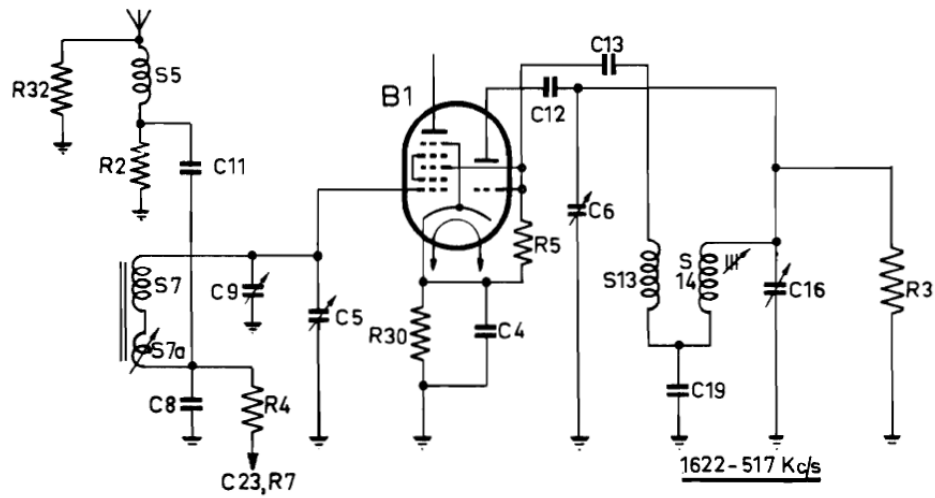 C13
S5
B1
C12
R32
R2
C11
C6
R5
S7
C9
C5
S13
S
14
C16
R3
S7a
R30
C4
C8
R4
C19
C23, R7
1622-517 Kc/s